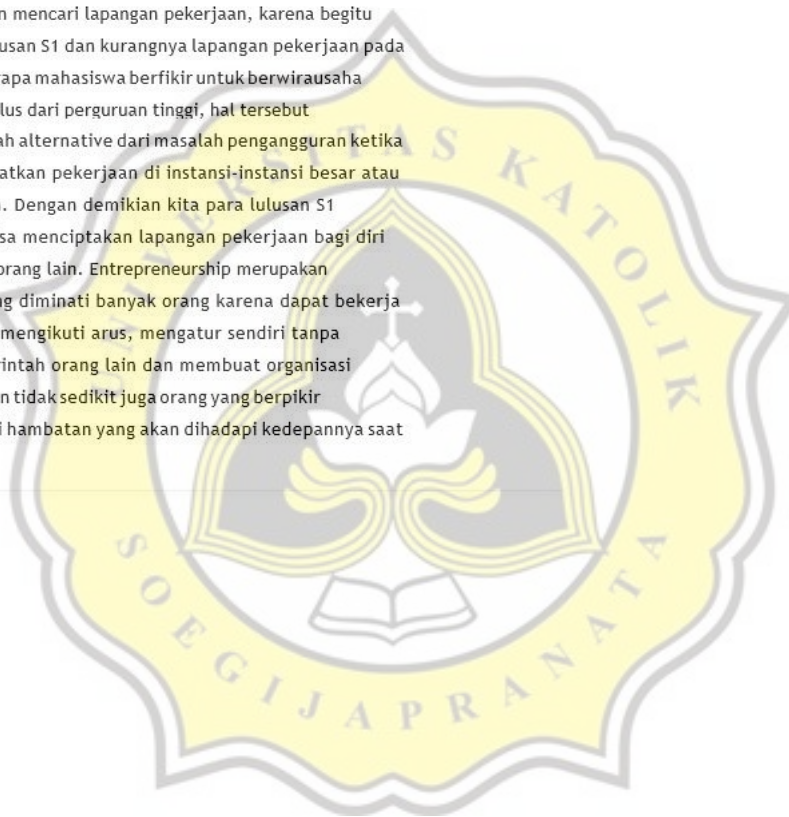 n mencari lapangan pekerjaan, karena begitu
usan S1 dan kurangnya lapangan pekerjaan pada
rapa mahasiswa berfikir untuk berwirausaha
lus dari perguruan tinggi, hal tersebut
ah alternative dari masalah pengangguran ketika
atkan pekerjaan di instansi-instansi besar atau
. Dengan demikian kita para lulusan S1
sa menciptakan lapangan pekerjaan bagi diri
orang lain. Entrepreneurship merupakan
ng diminati banyak orang karena dapat bekerja
mengikuti arus, mengatur sendiri tanpa
rintah orang lain dan membuat organisasi
n tidak sedikit juga orang yang berpikir
i hambatan yang akan dihadapi kedepannya saat
UNIVERSITAS KATOLIK
SOEGIJAPRANATA